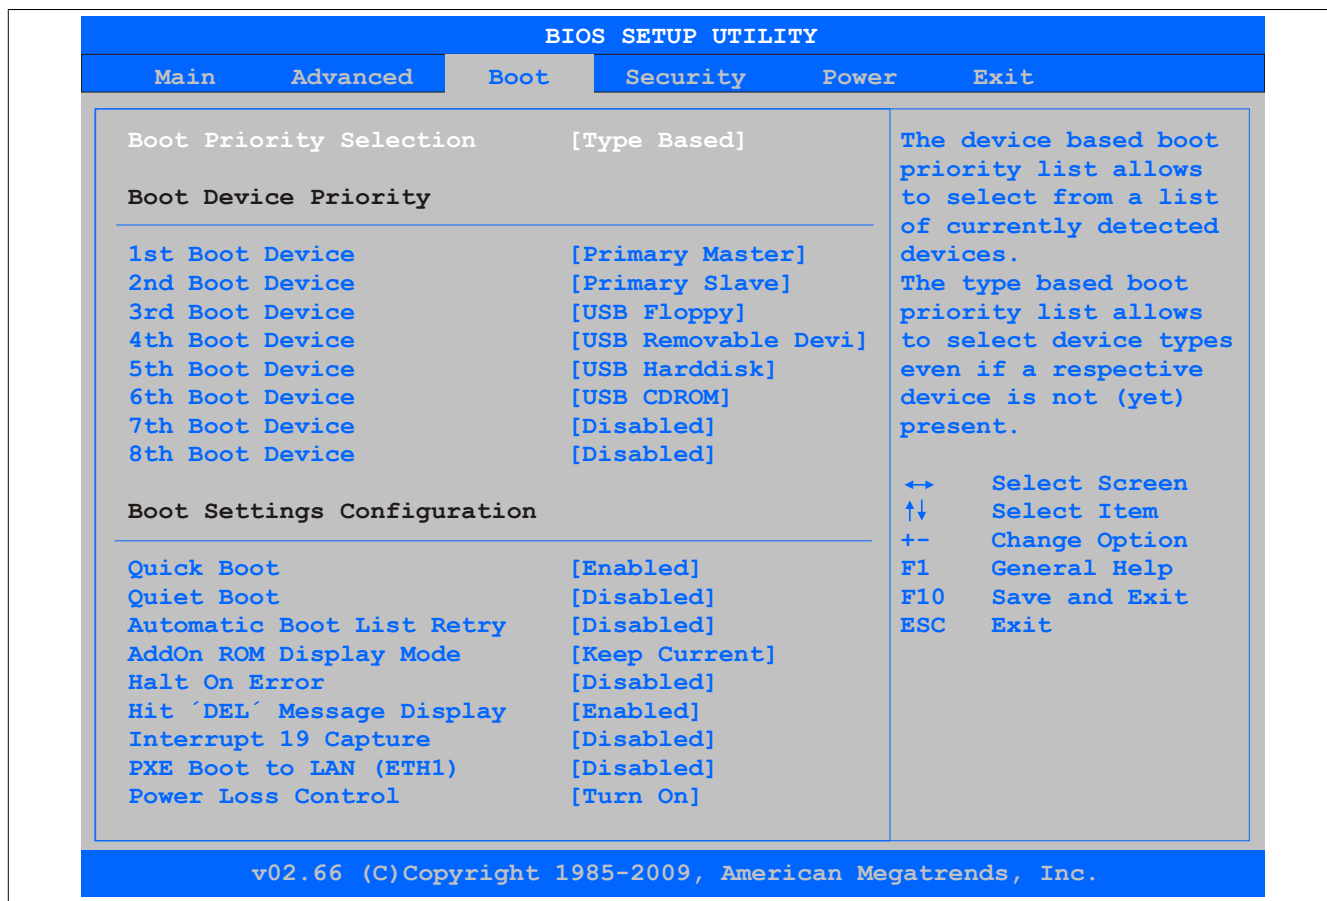 BIOS SETUP UTILITY
Main Advanced Boot Security Power Exit
Boot Priority Selection [Type Based]
Boot Device Priority
1st Boot Device [Primary Master]
2nd Boot Device [Primary Slave]
3rd Boot Device [USB Floppy]
4th Boot Device [USB Removable Devi]
5th Boot Device [USB Harddisk]
6th Boot Device [USB CDROM]
7th Boot Device [Disabled]
8th Boot Device [Disabled]
Boot Settings Configuration
Quick Boot [Enabled]
Quiet Boot [Disabled]
Automatic Boot List Retry [Disabled]
AddOn ROM Display Mode [Keep Current]
Halt On Error [Disabled]
Hit ´DEL´ Message Display [Enabled]
Interrupt 19 Capture [Disabled]
PXE Boot to LAN (ETH1) [Disabled]
Power Loss Control [Turn On]
The device based boot
priority list allows
to select from a list
of currently detected
devices.
The type based boot
priority list allows
to select device types
even if a respective
device is not (yet)
present.
↔ Select Screen
↑↓ Select Item
+- Change Option
F1 General Help
F10 Save and Exit
ESC Exit
v02.66 (C)Copyright 1985-2009, American Megatrends, Inc.